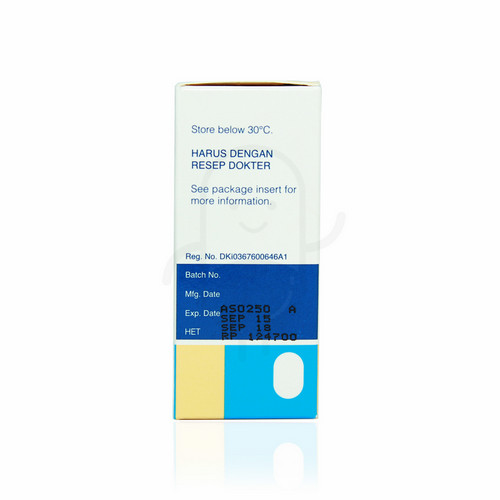 Store below 30°C.
HARUS DENGAN
RESEP DOKTER
See package insert for
more information.
Reg. No. DKi0367600646A1
Batch No.
Mfg. Date
Exp. Date
HET
AS0250 A
SEP 15
SEP 18
RP 124700